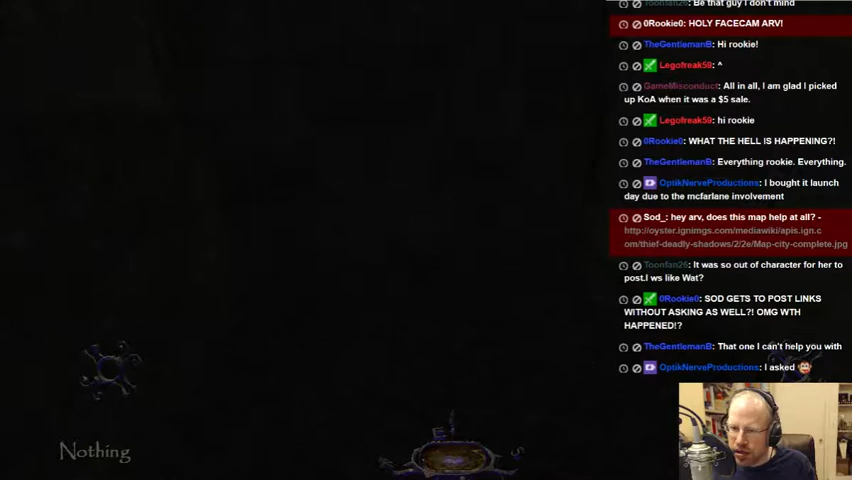 Toonfan26: Be that guy I don't mind
0Rookie0: HOLY FACECAM ARV!
TheGentlemanB: Hi rookie!
Legofreak59: ^
GameMisconduct: All in all, I am glad I picked
up KoA when it was a $5 sale.
Legofreak59: hi rookie
0Rookie0: WHAT THE HELL IS HAPPENING?!
TheGentlemanB: Everything rookie. Everything.
OptikNerveProductions: I bought it launch
day due to the mcfarlane involvement
Sod_: hey arv, does this map help at all? -
http://oyster.ignimgs.com/mediawiki/apis.ign.c
om/thief-deadly-shadows/2/2e/Map-city-complete.jpg
Toonfan26: It was so out of character for her to
post.I ws like Wat?
0Rookie0: SOD GETS TO POST LINKS
WITHOUT ASKING AS WELL?! OMG WTH
HAPPENED!?
TheGentlemanB: That one I can't help you with
OptikNerveProductions: I asked
Nothing